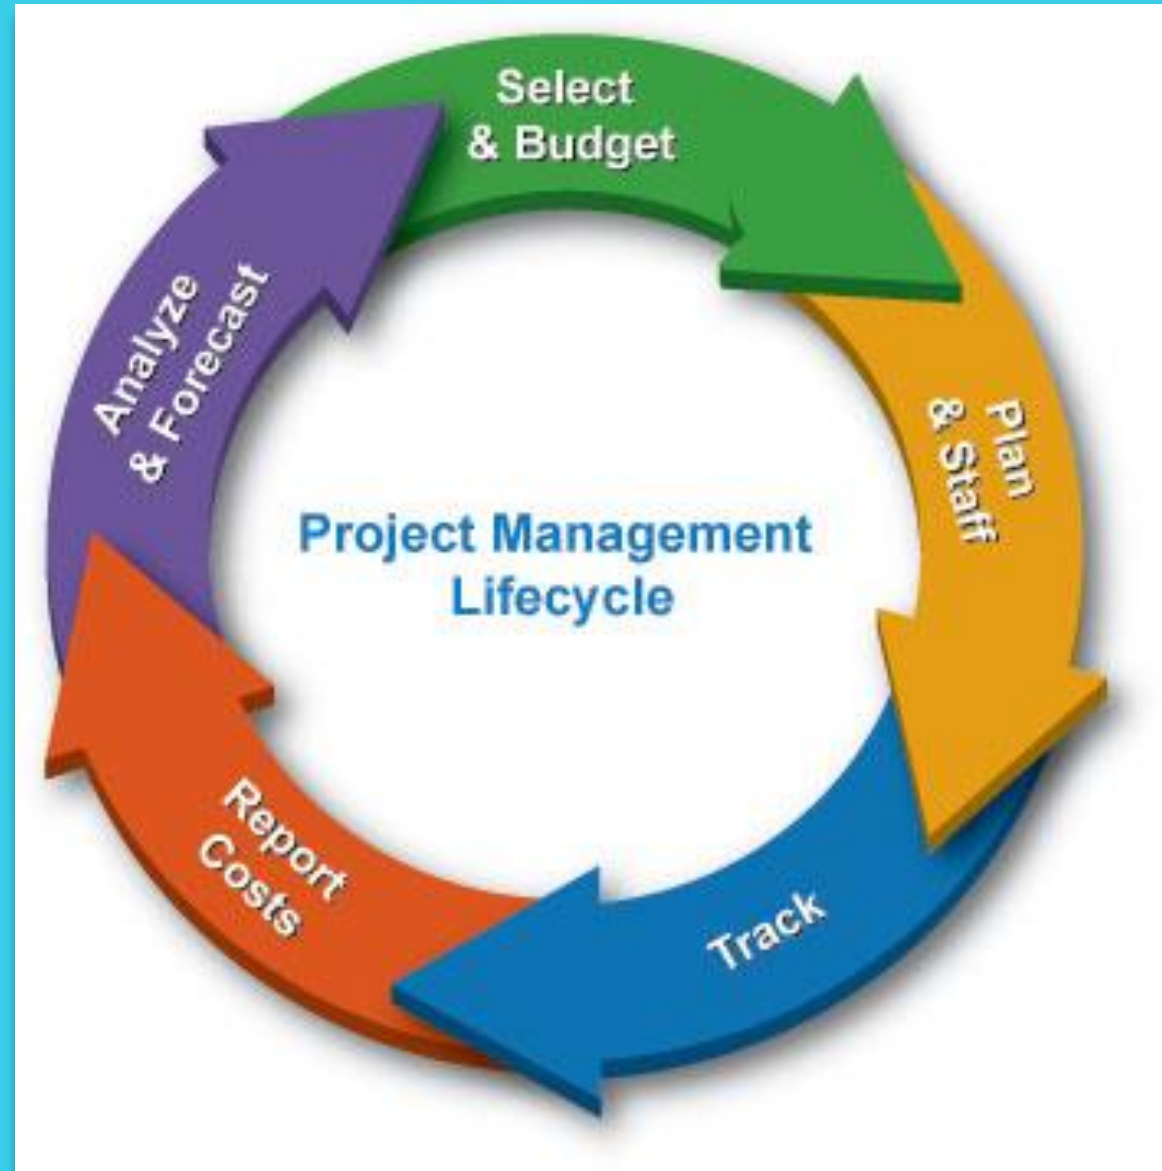 Select
& Budget
Plan
& Staff
Track
Report
Costs
Analyze
& Forecast
Project Management
Lifecycle